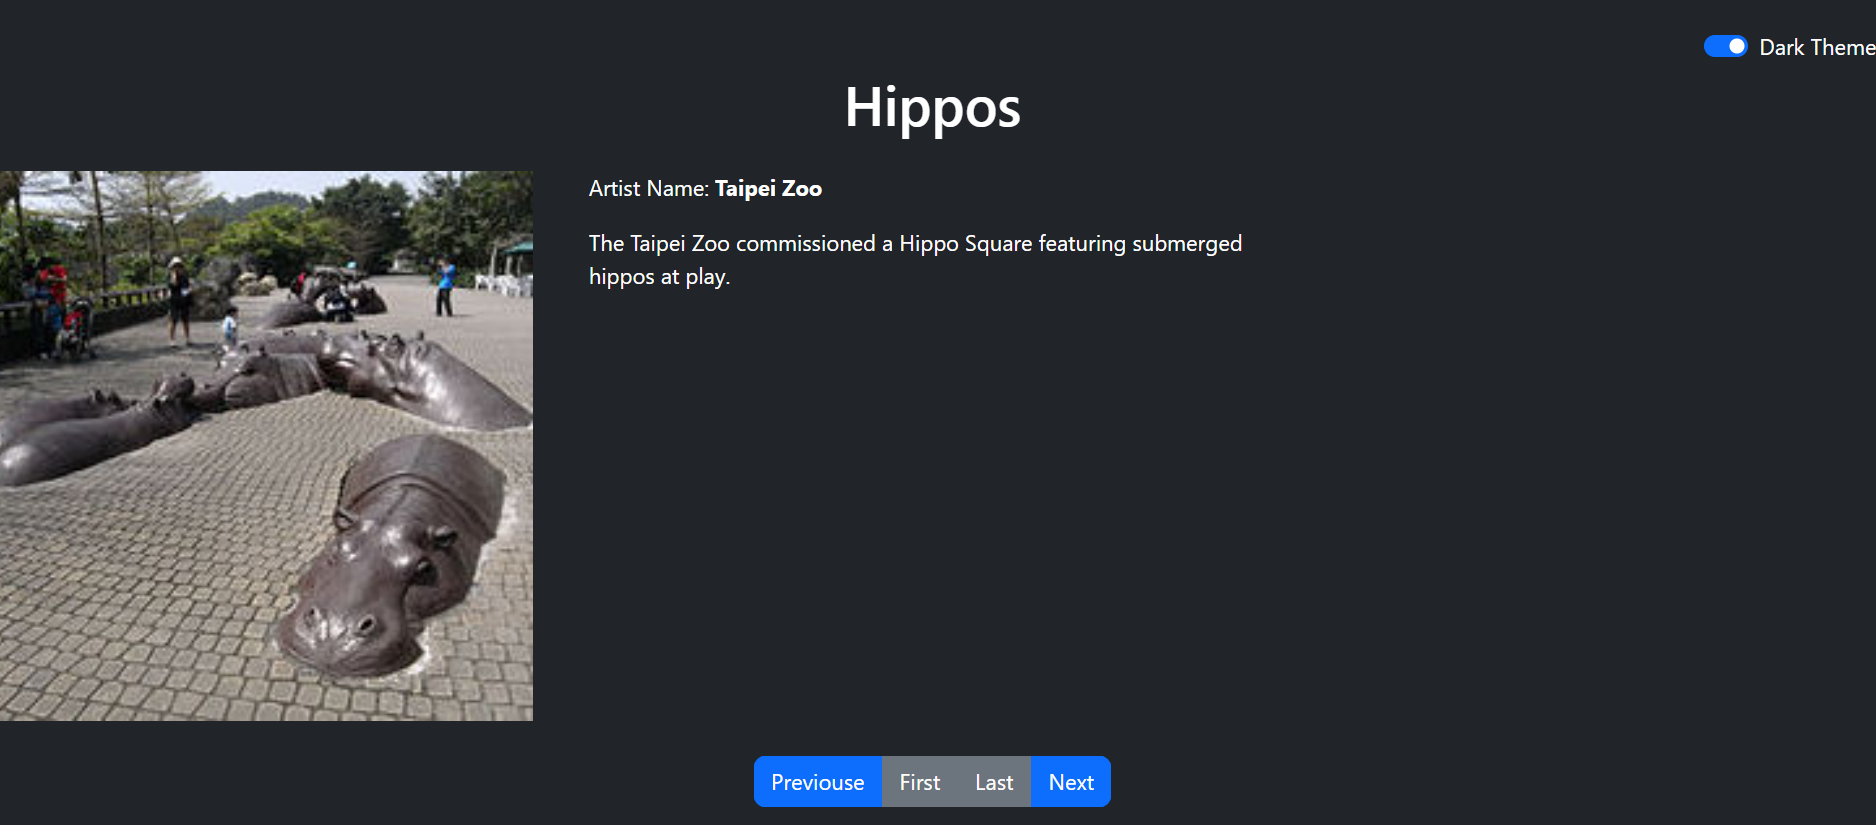 Dark Theme
Hippos
Artist Name: Taipei Zoo
The Taipei Zoo commissioned a Hippo Square featuring submerged
hippos at play.
Previouse First Last Next